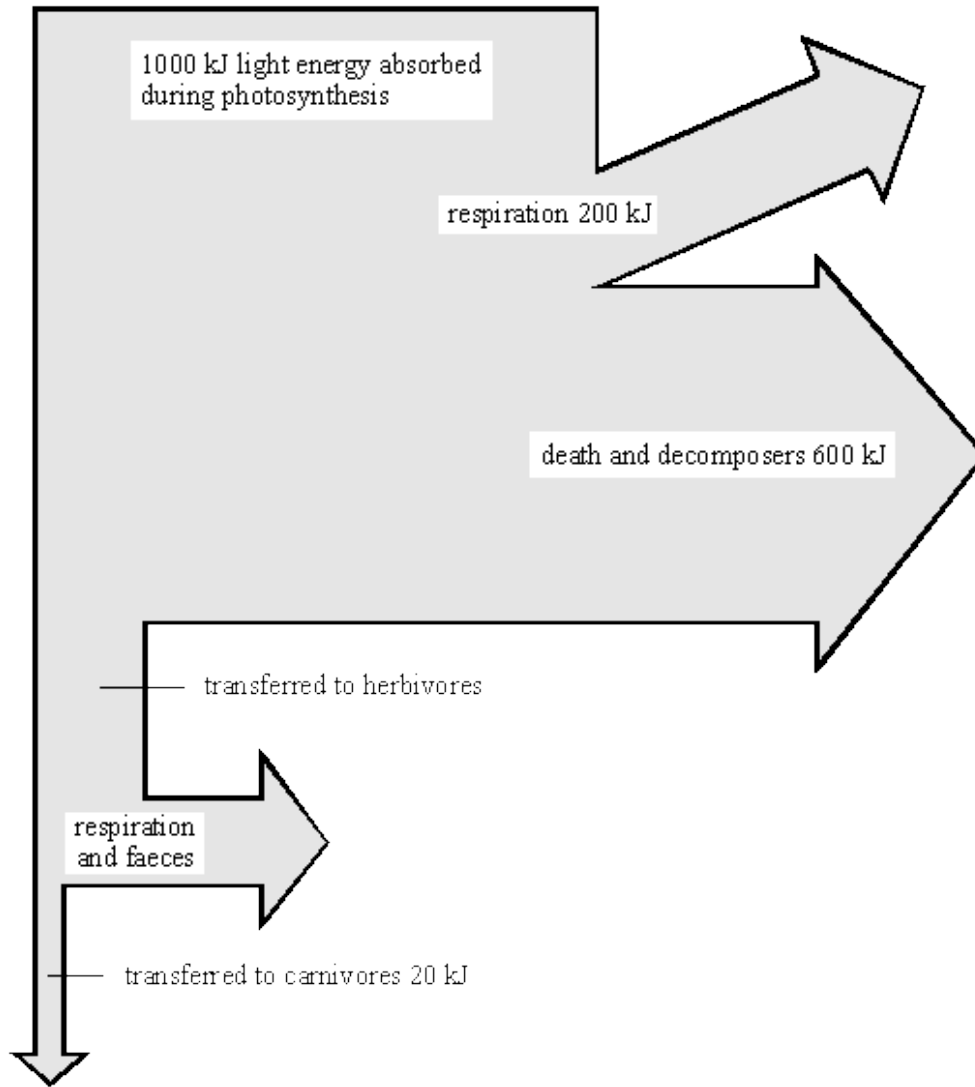 1000 kJ light energy absorbed
during photosynthesis
respiration 200 kJ
death and decomposers 600 kJ
transferred to herbivores
respiration
and faeces
transferred to carnivores 20 kJ